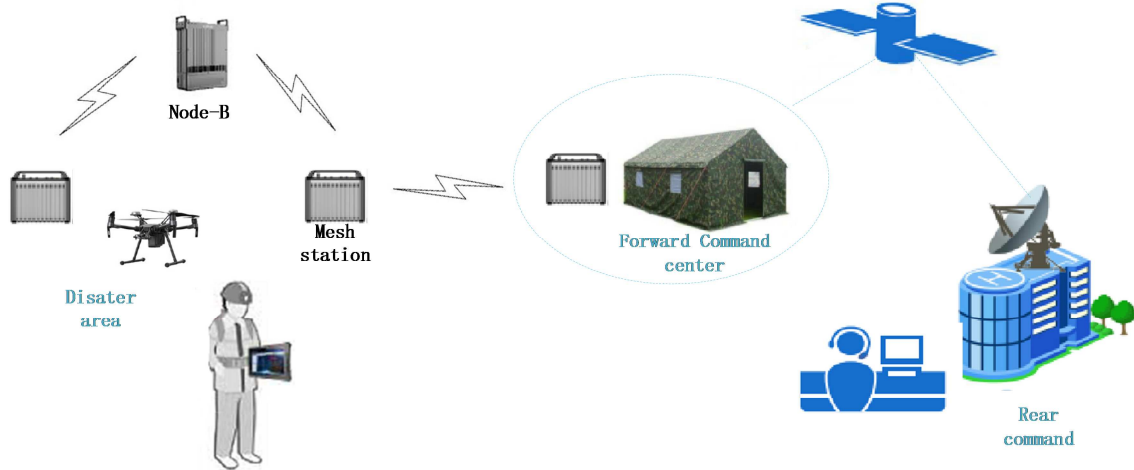 Node-B
Mesh
station
Forward Command
center
Disater
area
Rear
command